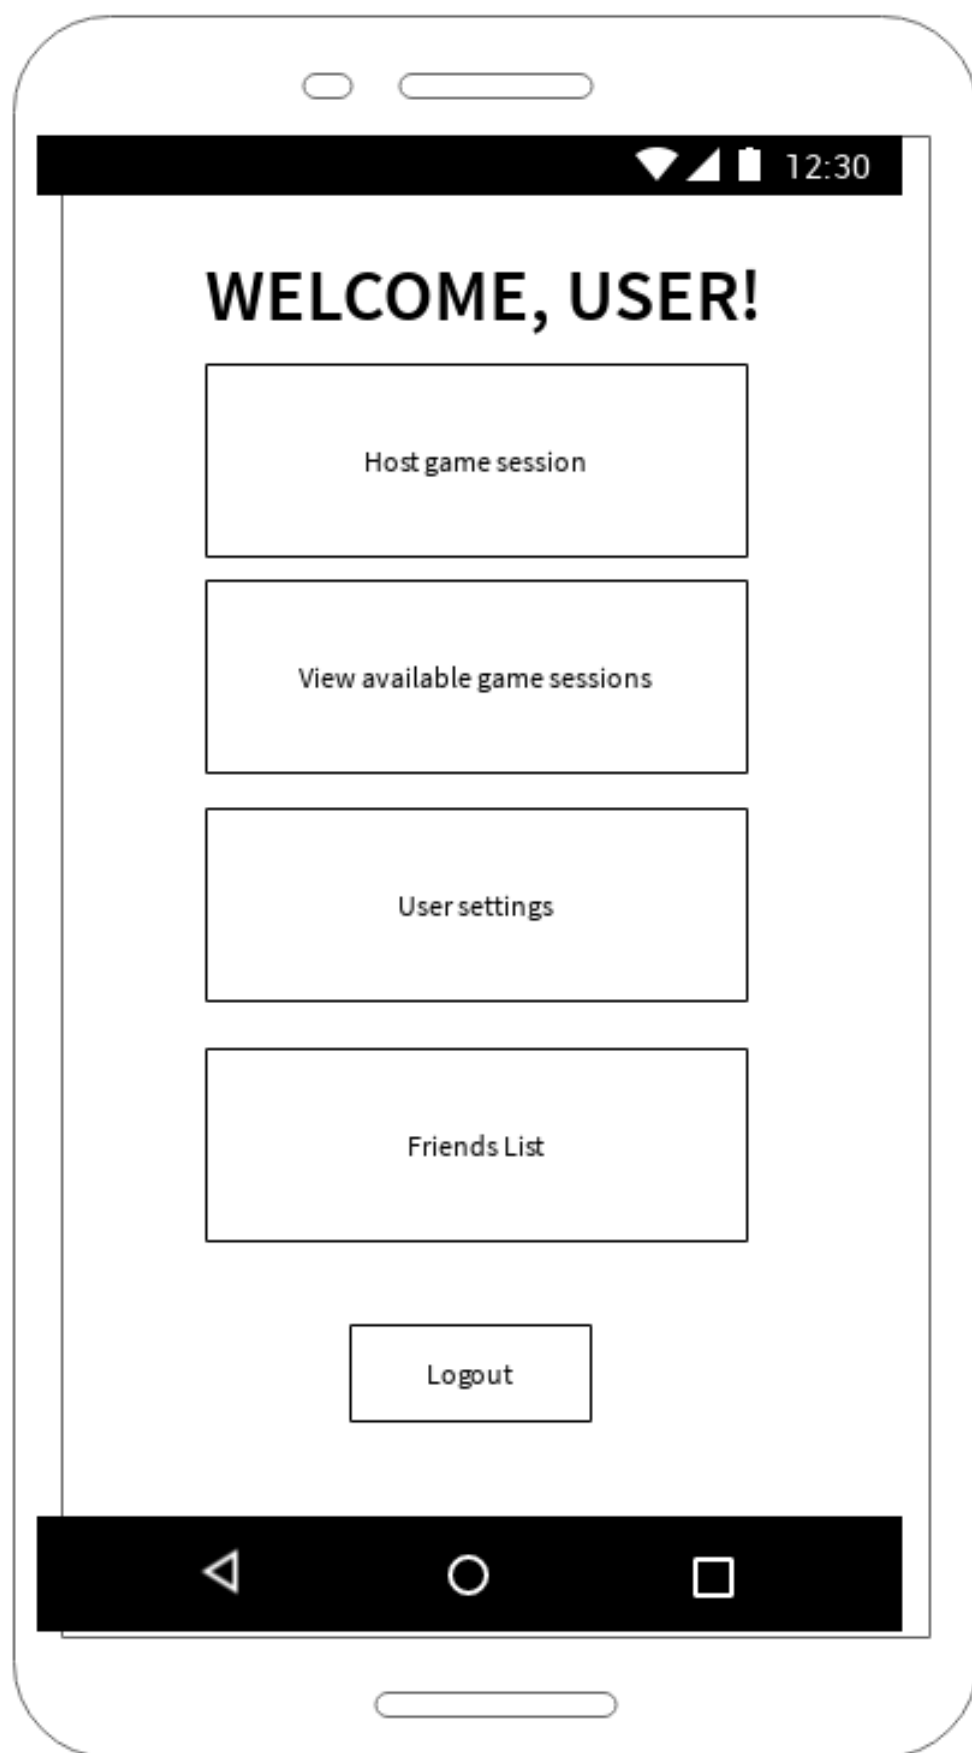 12:30
WELCOME, USER!
Host game session
View available game sessions
User settings
Friends List
Logout